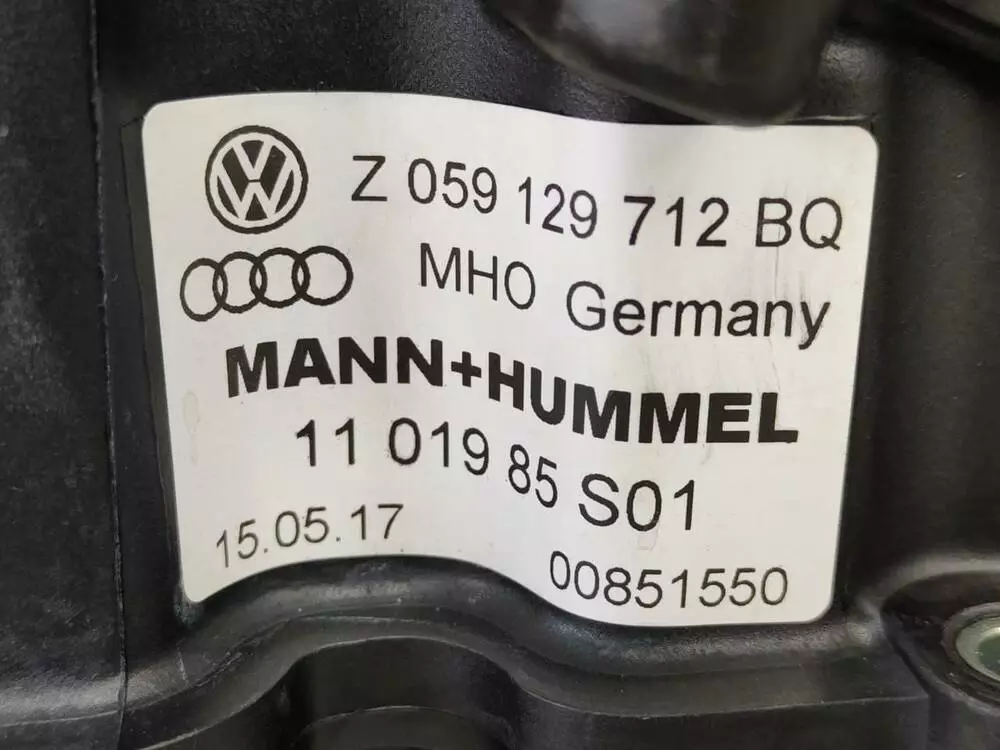 Z 059 129 712 BQ
MHO Germany
MANN+HUMMEL
11 019 85 S01
15.05.17
00851550